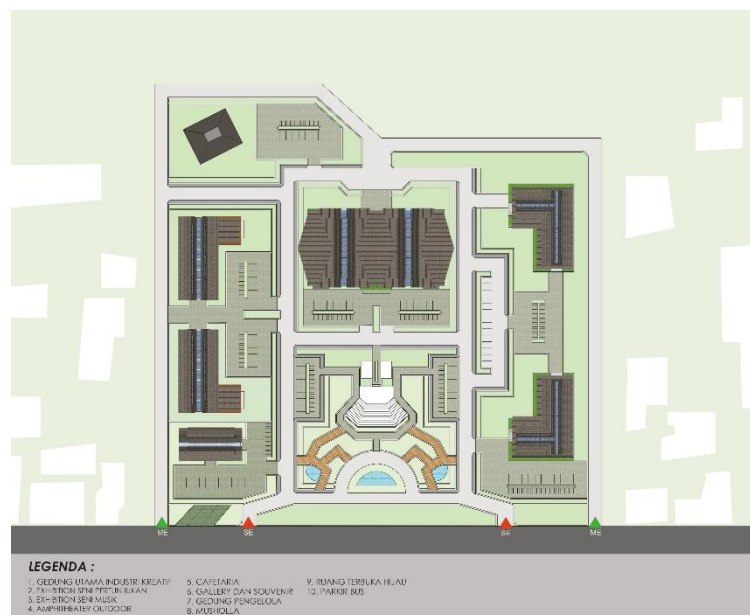 ME
SE
SE
ME
LEGENDA :
1. GEDUNG UTAMA INDUSTRI KREATIF
2. EXHIBITION SENI PERTUNJUKAN
3. EXHIBITION SENI MUSIK
4. AMPHITHEATER OUTDOOR
5. CAFETARIA
6. GALLERY DAN SOUVENIR
7. GEDUNG PENGELOLA
8. MUSHOLLA
9. RUANG TERBUKA HIJAU
10. PARKIR BUS